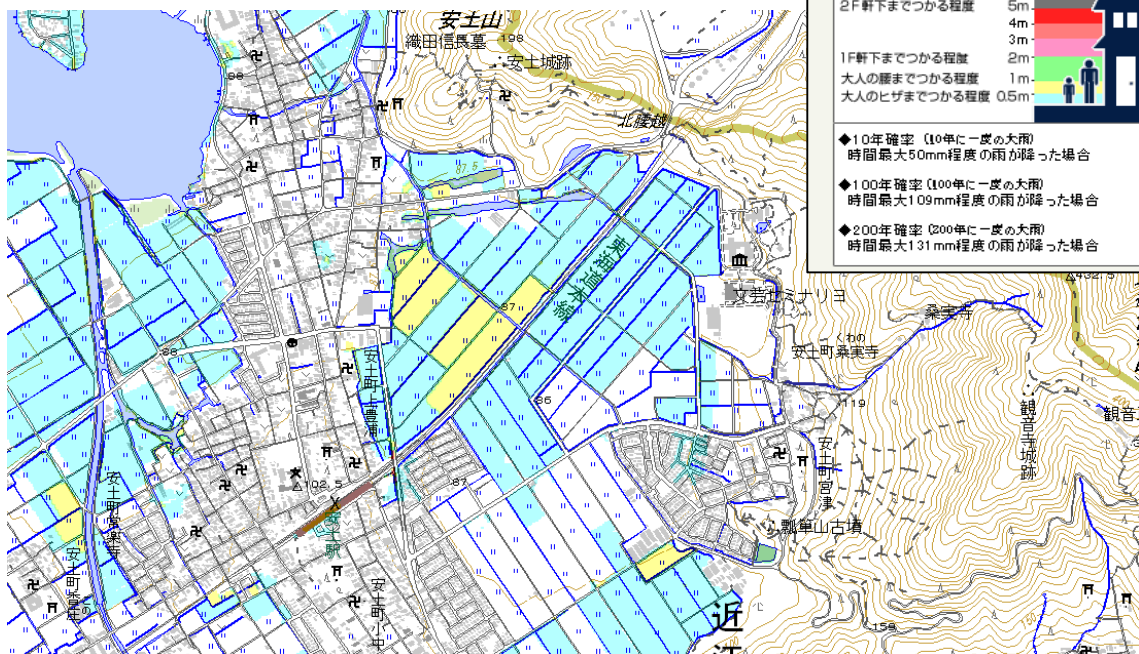 2F軒下までつかる程度 5m
4m
3m
1F軒下までつかる程度 2m
大人の腰までつかる程度 1m
大人のヒザまでつかる程度 0.5m
◆10年確率 (10年に一度の大雨)
時間最大50mm程度の雨が降った場合
◆100年確率 (100年に一度の大雨)
時間最大109mm程度の雨が降った場合
◆200年確率 (200年に一度の大雨)
時間最大131mm程度の雨が降った場合
安土山
織田信長墓
198
安土城跡
150
北腰越
98
87.5
東海道本線
文芸セミナリヨ
432.5
桑実寺
くわの
安土町桑実寺
87
88
86
安土町上豊浦
119
観音寺城跡
400
安土町宮津
87
102.5
安土駅
瓢箪山古墳
安土町常楽寺
近
100
150
159